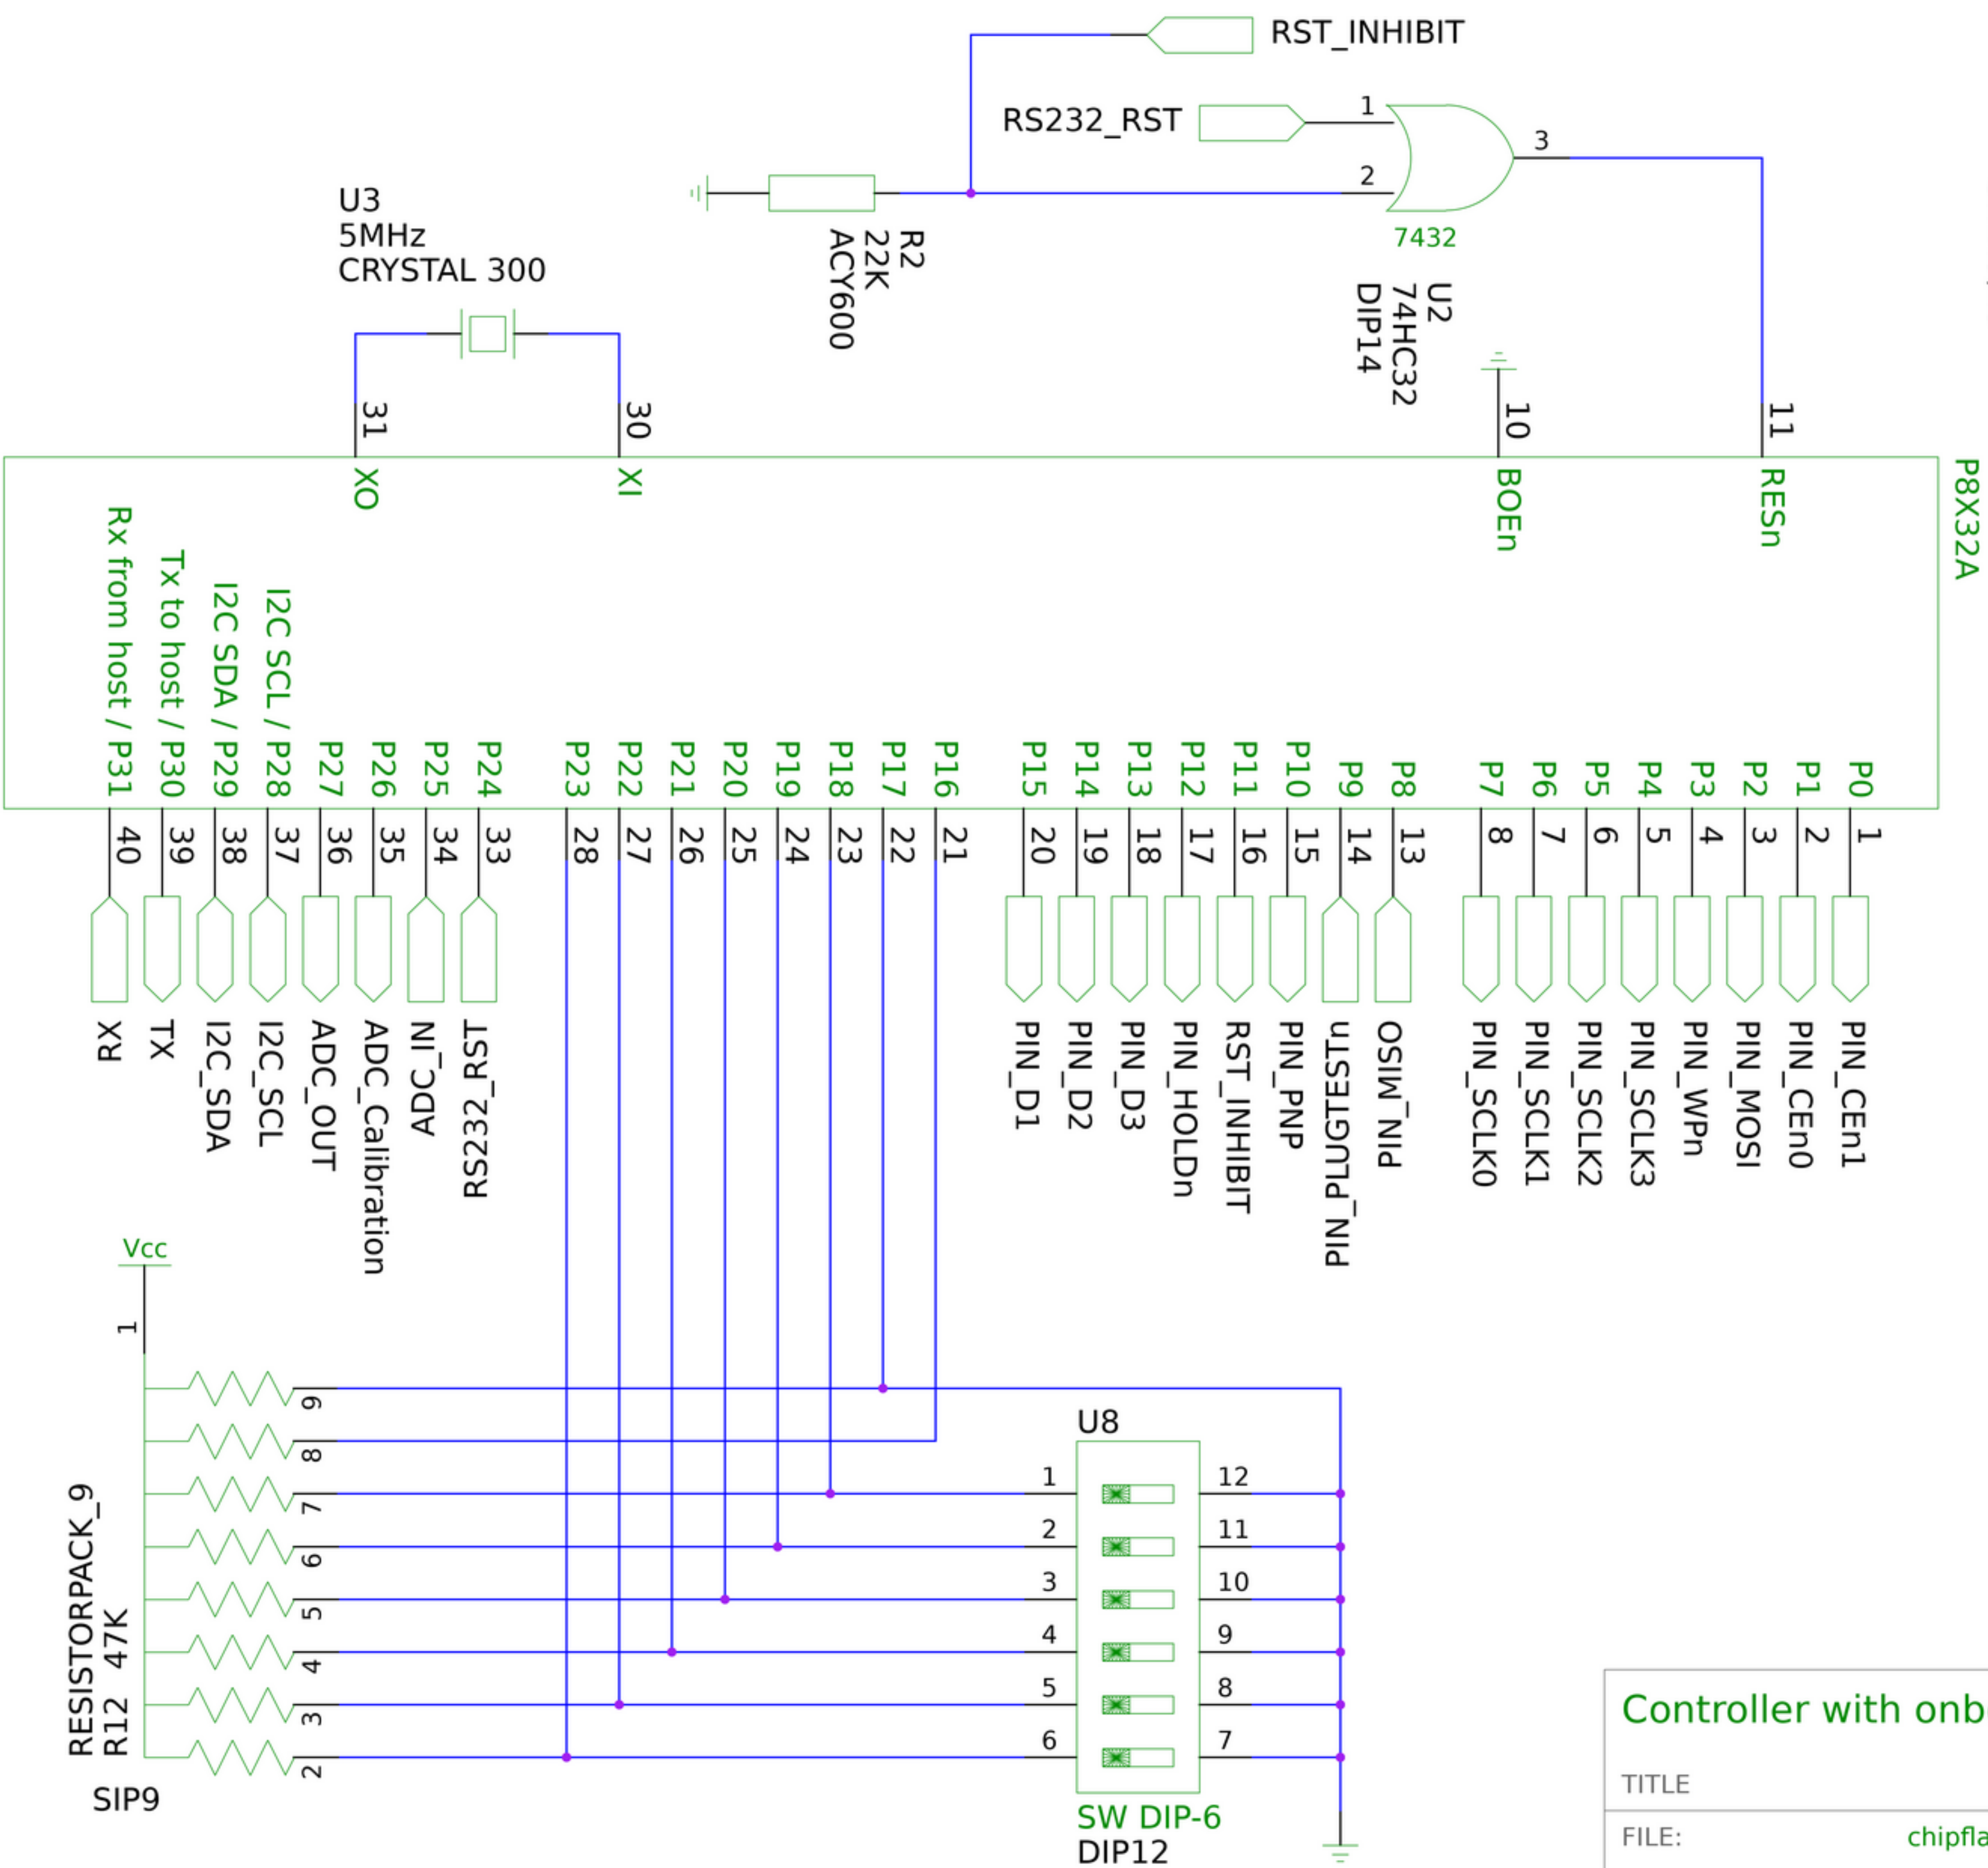 RST_INHIBIT
RS232_RST
1
2
3
7432
U2
74HC32
DIP14
R2
22K
ACY600
U3
5MHz
CRYSTAL 300
31
30
10
11
XO
XI
BOEn
RESn
P8X32A
Rx from host / P31
Tx to host / P30
I2C SDA / P29
I2C SCL / P28
P27
P26
P25
P24
P23
P22
P21
P20
P19
P18
P17
P16
P15
P14
P13
P12
P11
P10
P9
P8
P7
P6
P5
P4
P3
P2
P1
P0
40
39
38
37
36
35
34
33
28
27
26
25
24
23
22
21
20
19
18
17
16
15
14
13
8
7
6
5
4
3
2
1
RX
TX
I2C_SDA
I2C_SCL
ADC_OUT
ADC_Calibration
ADC_IN
RS232_RST
PIN_D1
PIN_D2
PIN_D3
PIN_HOLDn
RST_INHIBIT
PIN_PNP
PIN_PLUGTESTn
PIN_MISO
PIN_SCLK0
PIN_SCLK1
PIN_SCLK2
PIN_SCLK3
PIN_WPn
PIN_MOSI
PIN_CEn0
PIN_CEn1
Vcc
1
9
8
7
6
5
4
3
2
RESISTORPACK_9
R12 47K
SIP9
U8
1
2
3
4
5
6
12
11
10
9
8
7
SW DIP-6
DIP12
Controller with onb
TITLE
FILE: chipfla